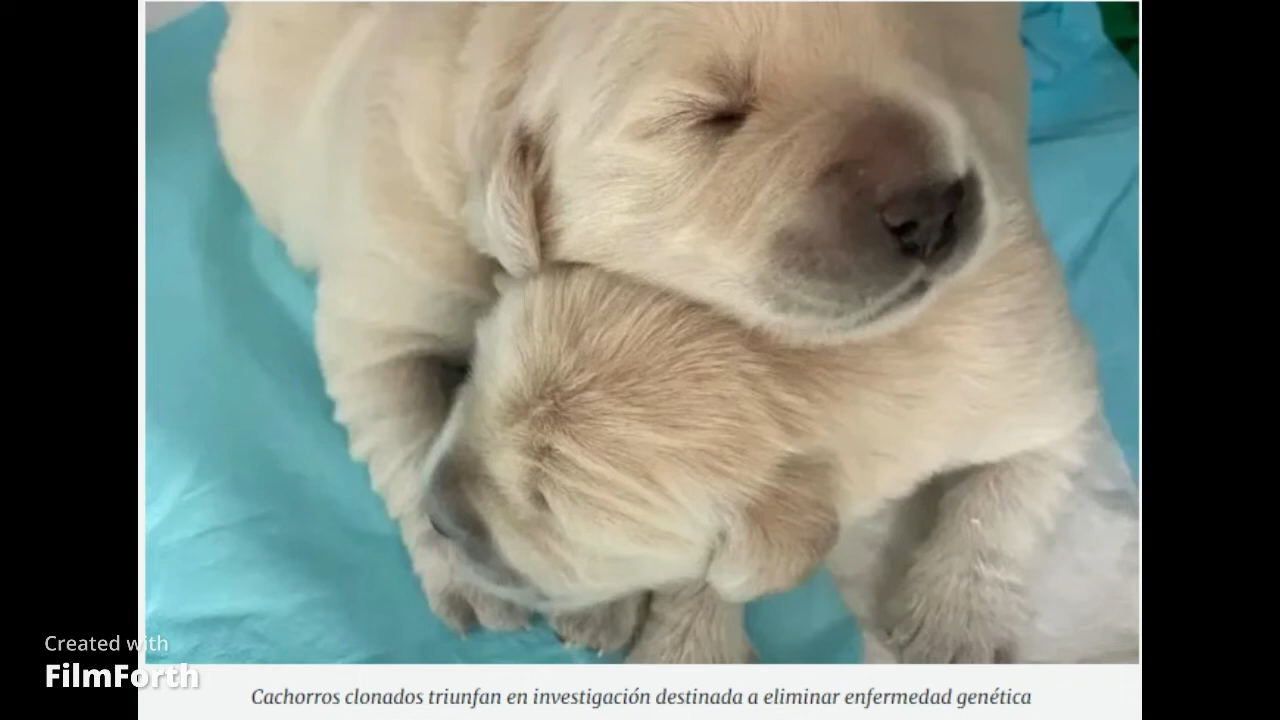 Created with
FilmForth
Cachorros clonados triunfan en investigación destinada a eliminar enfermedad genética